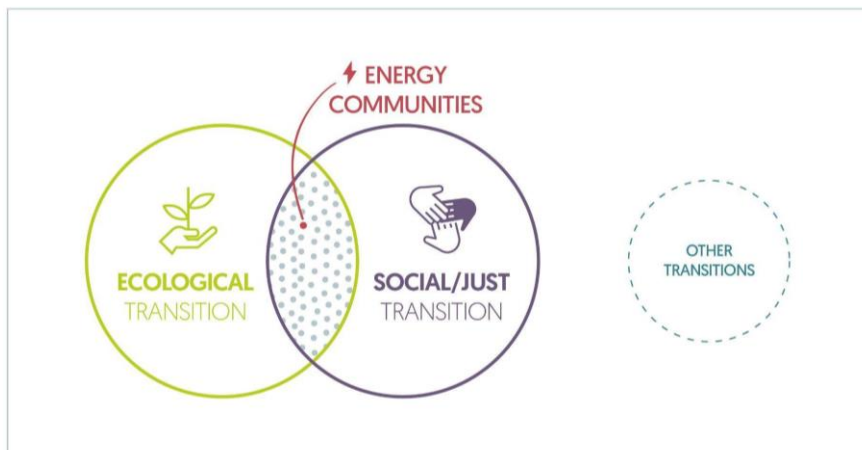 ENERGY
COMMUNITIES
ECOLOGICAL
TRANSITION
SOCIAL/JUST
TRANSITION
OTHER
TRANSITIONS